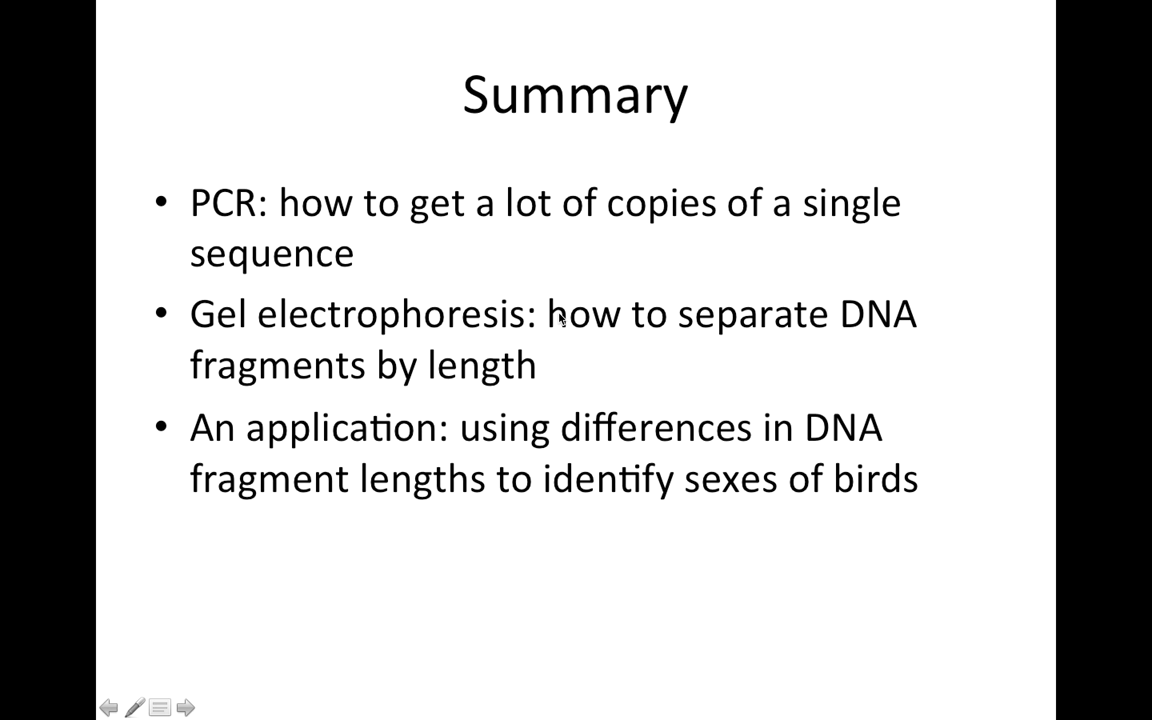 Summary
• PCR: how to get a lot of copies of a single
sequence
• Gel electrophoresis: how to separate DNA
fragments by length
• An application: using differences in DNA
fragment lengths to identify sexes of birds